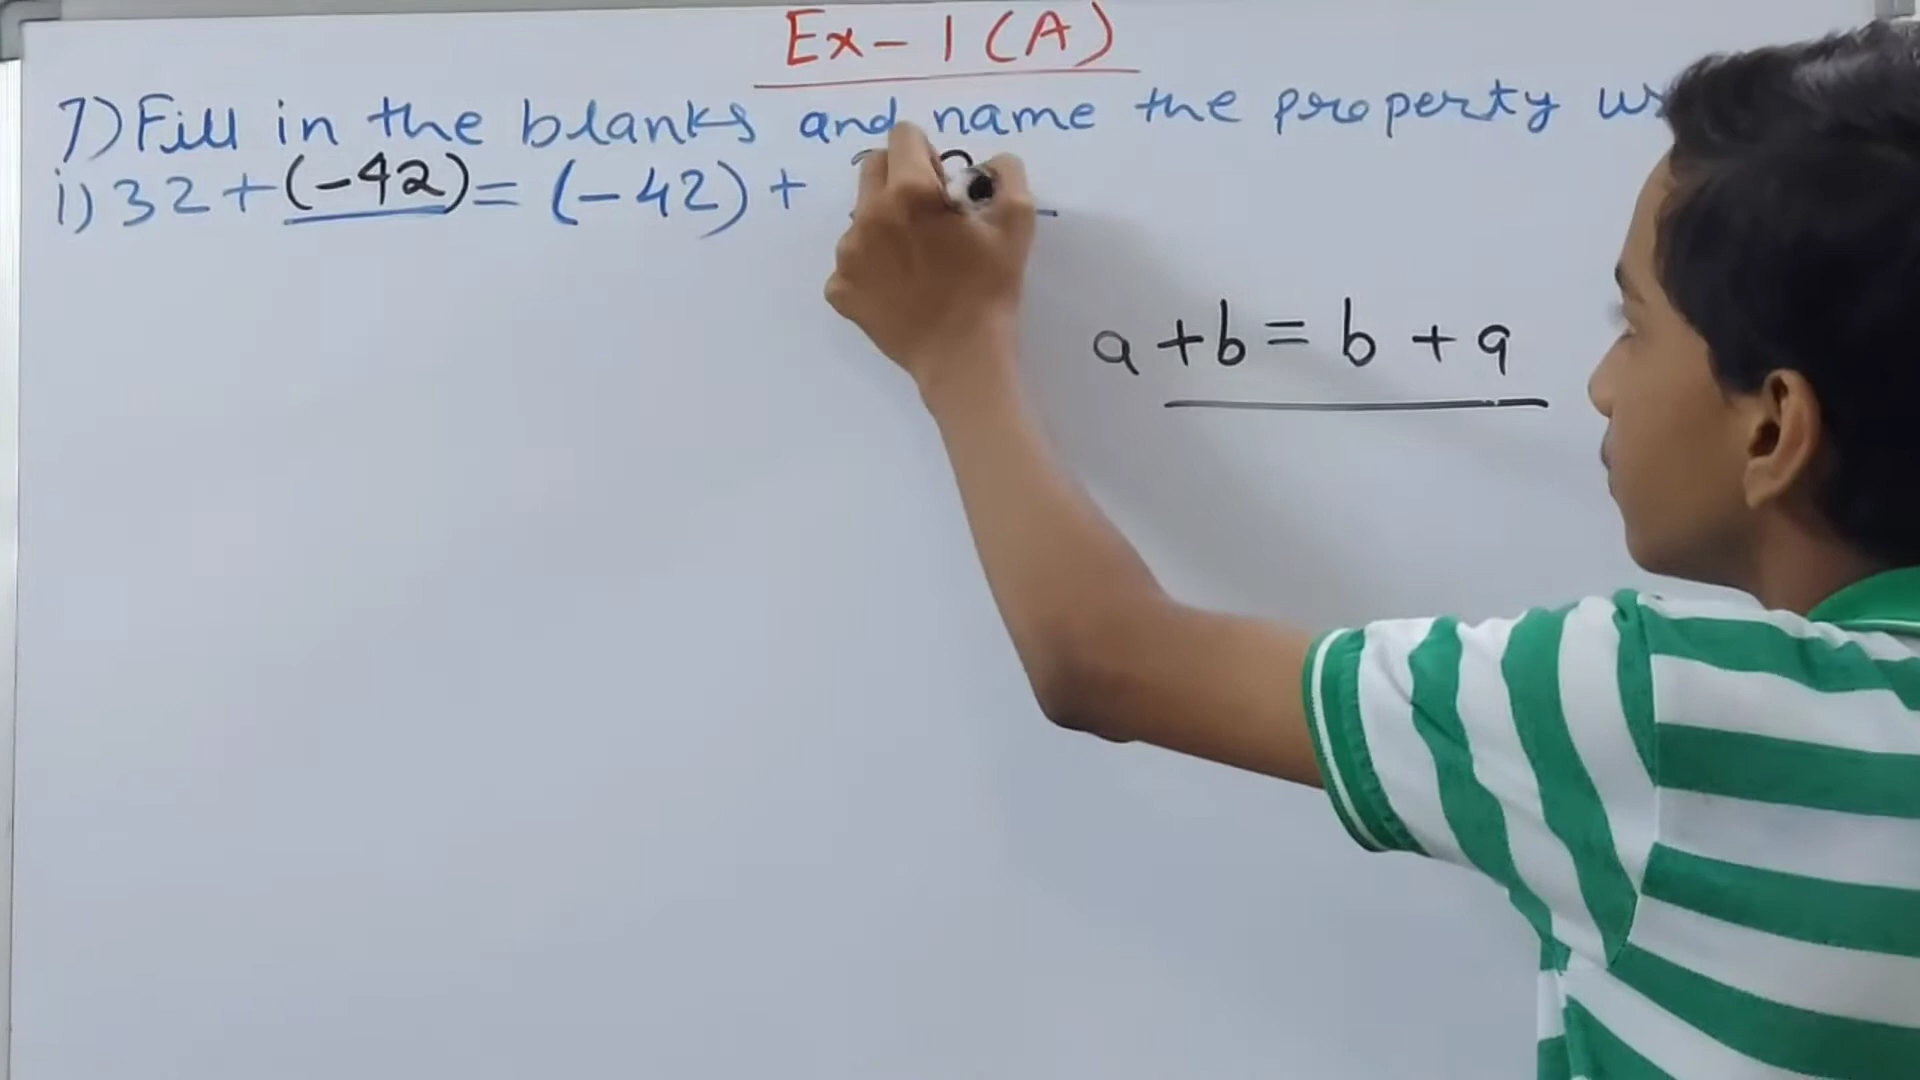 Ex-1(A)
7) Fill in the blanks and name the property
i) 32 + (-42) = (-42) +
a + b = b + a